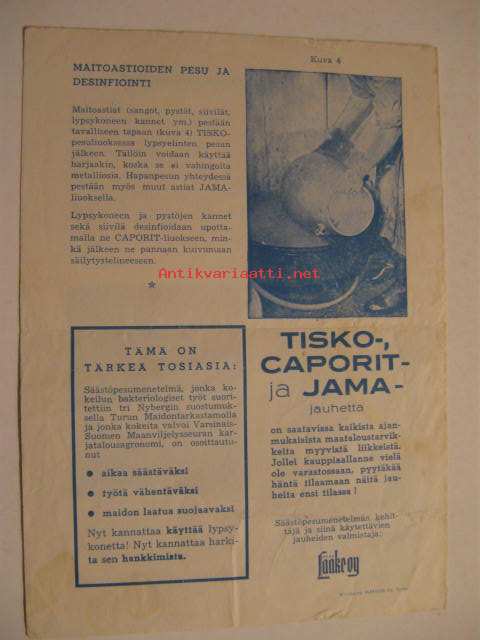 MAITOASTIOIDEN PESU JA
DESINFIOINTI
Maitoastiat (sangot, pystöt, siivilät,
lypsykoneen kannet ym.) pestään
tavalliseen tapaan (kuva 4) TISKO-
pesuliuoksessa lypsyelinten pesun
jälkeen. Tällöin voidaan käyttää
harjaakin, koska se ei vahingoita
metalliosia. Hapanpesun yhteydessä
pestään myös muut astiat JAMA-
liuoksella.
Lypsykoneen ja pystöjen kannet
sekä siivilä desinfioidaan upotta-
malla ne CAPORIT-liuokseen, min-
kä jälkeen ne pannaan kuivumaan
säilytystelineeseen.
*
Kuva 4
Antikvariaatti.net
TÄMÄ ON
TÄRKEÄ TOSIASIA:
Säästöpesumenetelmä, jonka ko-
keilun bakteriologiset työt suori-
tettiin tri Nybergin suostumuk-
sella Turun Maidontarkastamolla
ja jonka kokeita valvoi Varsinais-
Suomen Maanviljelysseuran kar-
jatalousagronomi, on osoittautu-
nut
● aikaa säästäväksi
● työtä vähentäväksi
● maidon laatua suojaavaksi
Nyt kannattaa käyttää lypsy-
konetta! Nyt kannattaa harki-
ta sen hankkimista.
TISKO-,
CAPORIT-
ja JAMA-
jauhetta
on saatavissa kaikista ajan-
mukaisista maataloustarvik-
keita myyvistä liikkeistä.
Jollei kauppiaallanne vielä
ole varastossaan, pyytäkää
häntä tilaamaan näitä jau-
heita ensi tilassa!
Säästöpesumenetelmän kehit-
täjä ja siinä käytettävien
jauheiden valmistaja:
Lääke oy